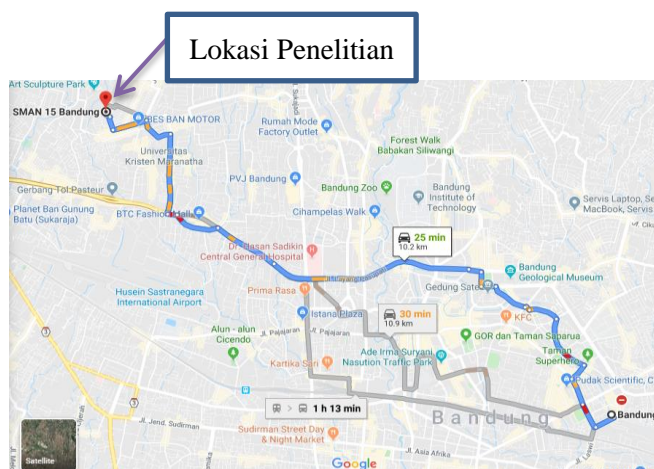 Lokasi Penelitian
Art Sculpture Park
SMAN 15 Bandung
BES BAN MOTOR
Rumah Mode
Factory Outlet
Jl. Sukajadi
Forest Walk
Babakan Siliwangi
Universitas
Kristen Maranatha
Gerbang Tol Pasteur
PVJ Bandung
Bandung Zoo
Bandung
Institute of
Technology
Servis Laptop, Se
MacBook, Servis
Planet Ban Gunung
Batu (Sukaraja)
BTC Fashion Mall
Cihampelas Walk
25 min
10.2 km
Dr. Hasan Sadikin
Central General Hospital
Bandung
Geological Museum
Husein Sastranegara
International Airport
Prima Rasa
Gedung Sate
Istana Plaza
30 min
10.9 km
KFC
Alun - alun
Cicendo
Jl. Pajajaran
Jl. Pajajaran
GOR dan Taman Saparua
Ade Irma Suryani
Nasution Traffic Park
Taman
Superhero
Kartika Sari
Pudak Scientific, C
1 h 13 min
Bandung
Bandung
Jl. Jend. Sudirman
Sudirman Street Day
& Night Market
Jl. Asia Afrika
Satellite
Google